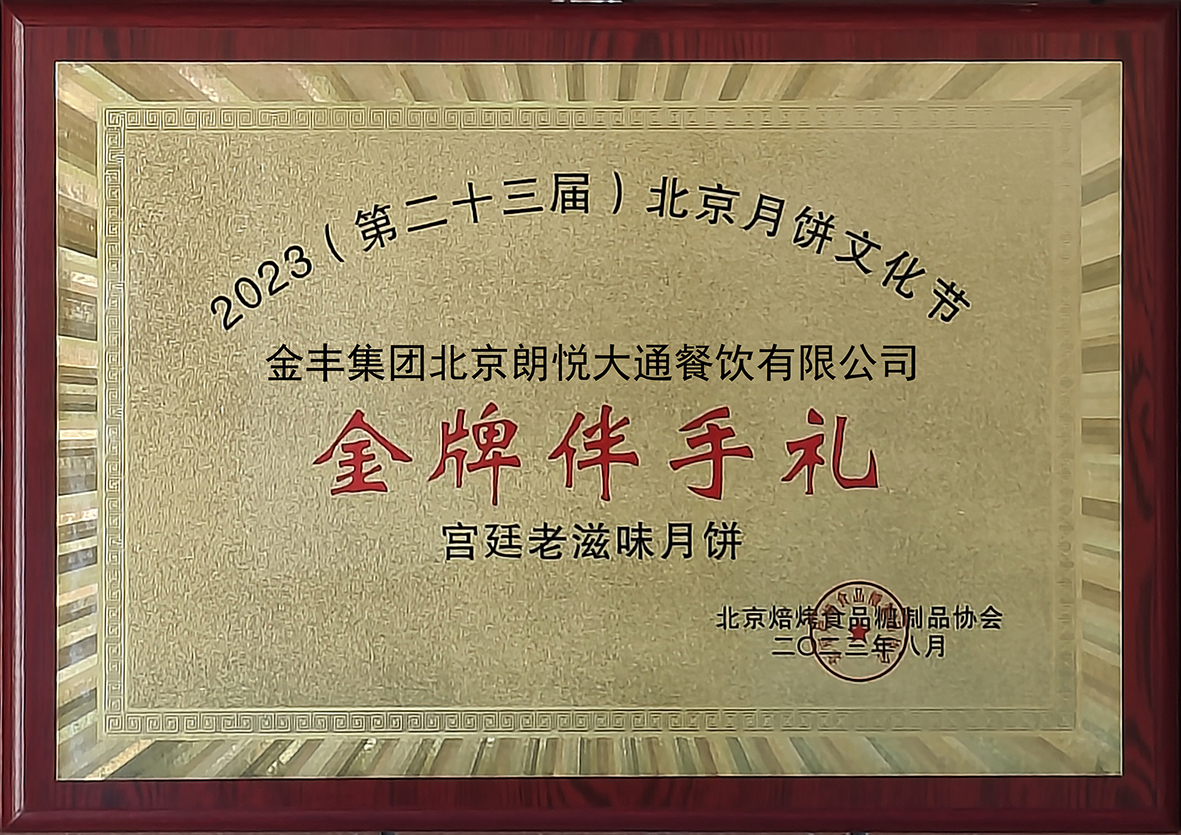 2023（第二十三届）北京月饼文化节
金丰集团北京朗悦大通餐饮有限公司
金牌伴手礼
宫廷老滋味月饼
北京焙烤食品糖制品协会
二〇二三年八月